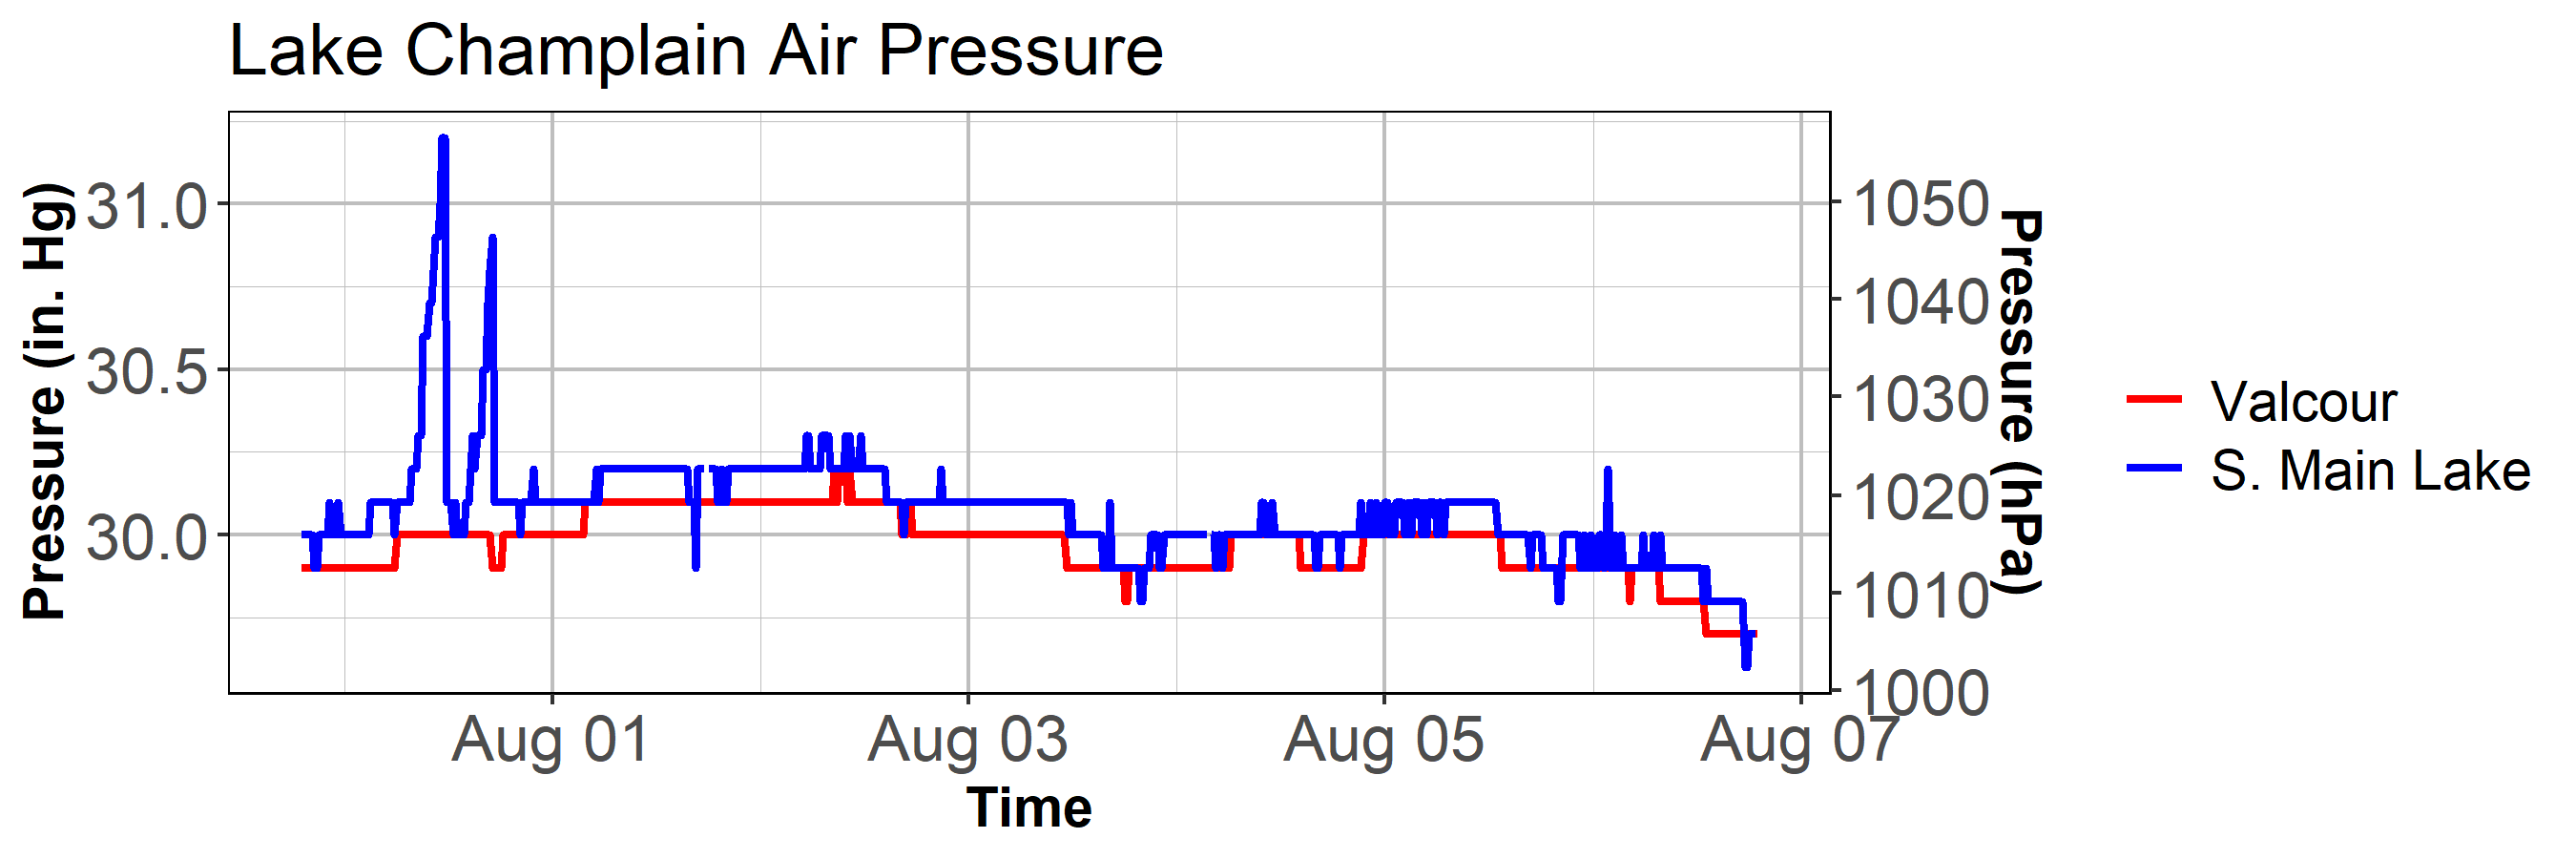 Lake Champlain Air Pressure
Pressure (in. Hg)
31.0
30.5
30.0
1050
1040
1030
1020
1010
1000
Pressure (hPa)
Aug 01
Aug 03
Aug 05
Aug 07
Time
Valcour
S. Main Lake